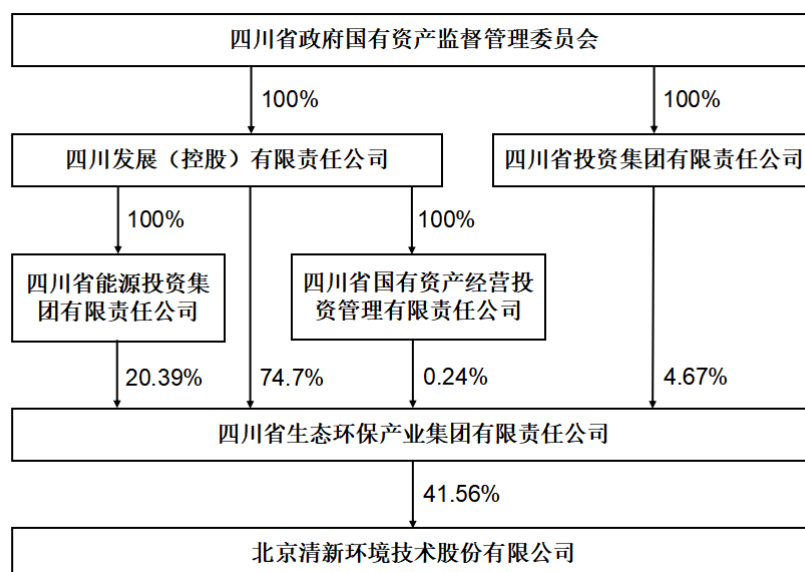 四川省政府国有资产监督管理委员会
100%
100%
四川发展（控股）有限责任公司
四川省投资集团有限责任公司
100%
100%
四川省能源投资集
团有限责任公司
四川省国有资产经营投
资管理有限责任公司
20.39%
74.7%
0.24%
4.67%
四川省生态环保产业集团有限责任公司
41.56%
北京清新环境技术股份有限公司